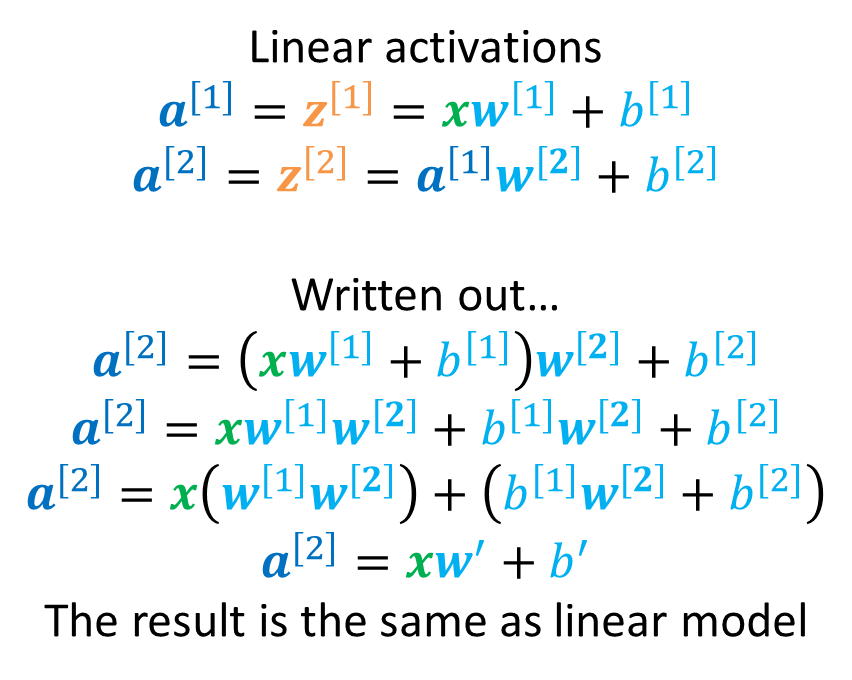 Linear activations
a^[1] = z^[1] = xw^[1] + b^[1]
a^[2] = z^[2] = a^[1]w^[2] + b^[2]
Written out…
a^[2] = (xw^[1] + b^[1])w^[2] + b^[2]
a^[2] = xw^[1]w^[2] + b^[1]w^[2] + b^[2]
a^[2] = x(w^[1]w^[2]) + (b^[1]w^[2] + b^[2])
a^[2] = xw′ + b′
The result is the same as linear model